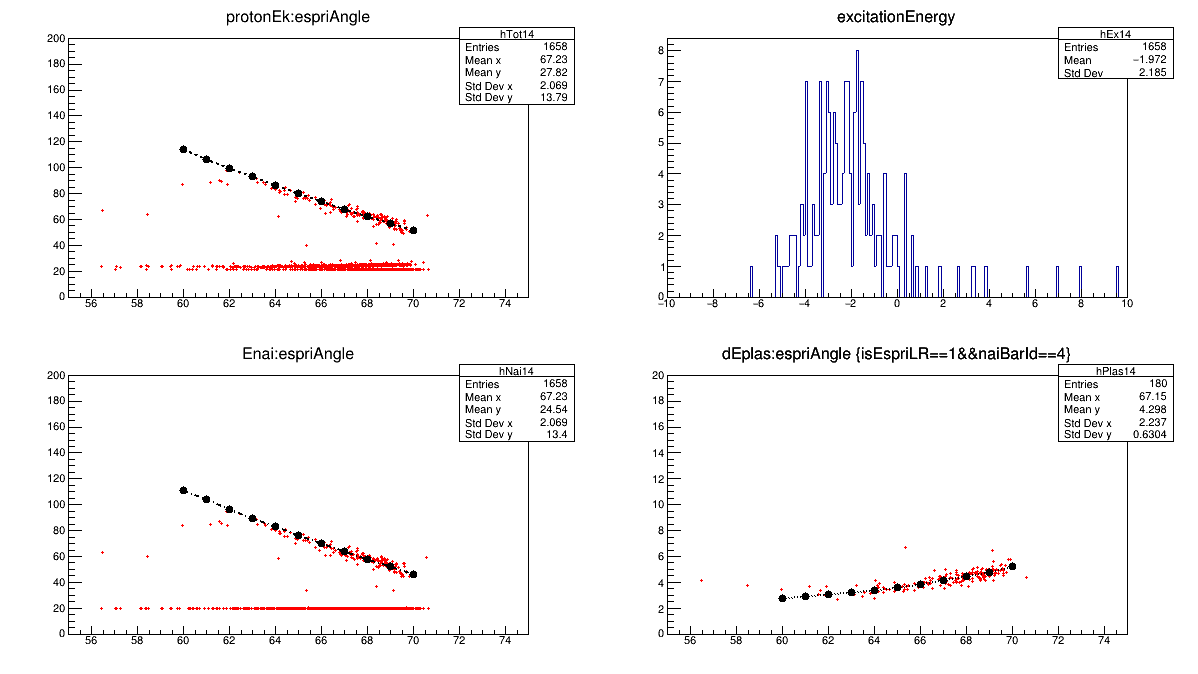 protonEk:espriAngle
hTot14
Entries 1658
Mean x 67.23
Mean y 27.82
Std Dev x 2.069
Std Dev y 13.79
200
180
160
140
120
100
80
60
40
20
0
56 58 60 62 64 66 68 70 72 74
excitationEnergy
hEx14
Entries 1658
Mean −1.972
Std Dev 2.185
8
7
6
5
4
3
2
1
0
−10 −8 −6 −4 −2 0 2 4 6 8 10
Enai:espriAngle
hNai14
Entries 1658
Mean x 67.23
Mean y 24.54
Std Dev x 2.069
Std Dev y 13.4
200
180
160
140
120
100
80
60
40
20
0
56 58 60 62 64 66 68 70 72 74
dEplas:espriAngle {isEspriLR==1&&naiBarId==4}
hPlas14
Entries 180
Mean x 67.15
Mean y 4.298
Std Dev x 2.237
Std Dev y 0.6304
20
18
16
14
12
10
8
6
4
2
0
56 58 60 62 64 66 68 70 72 74